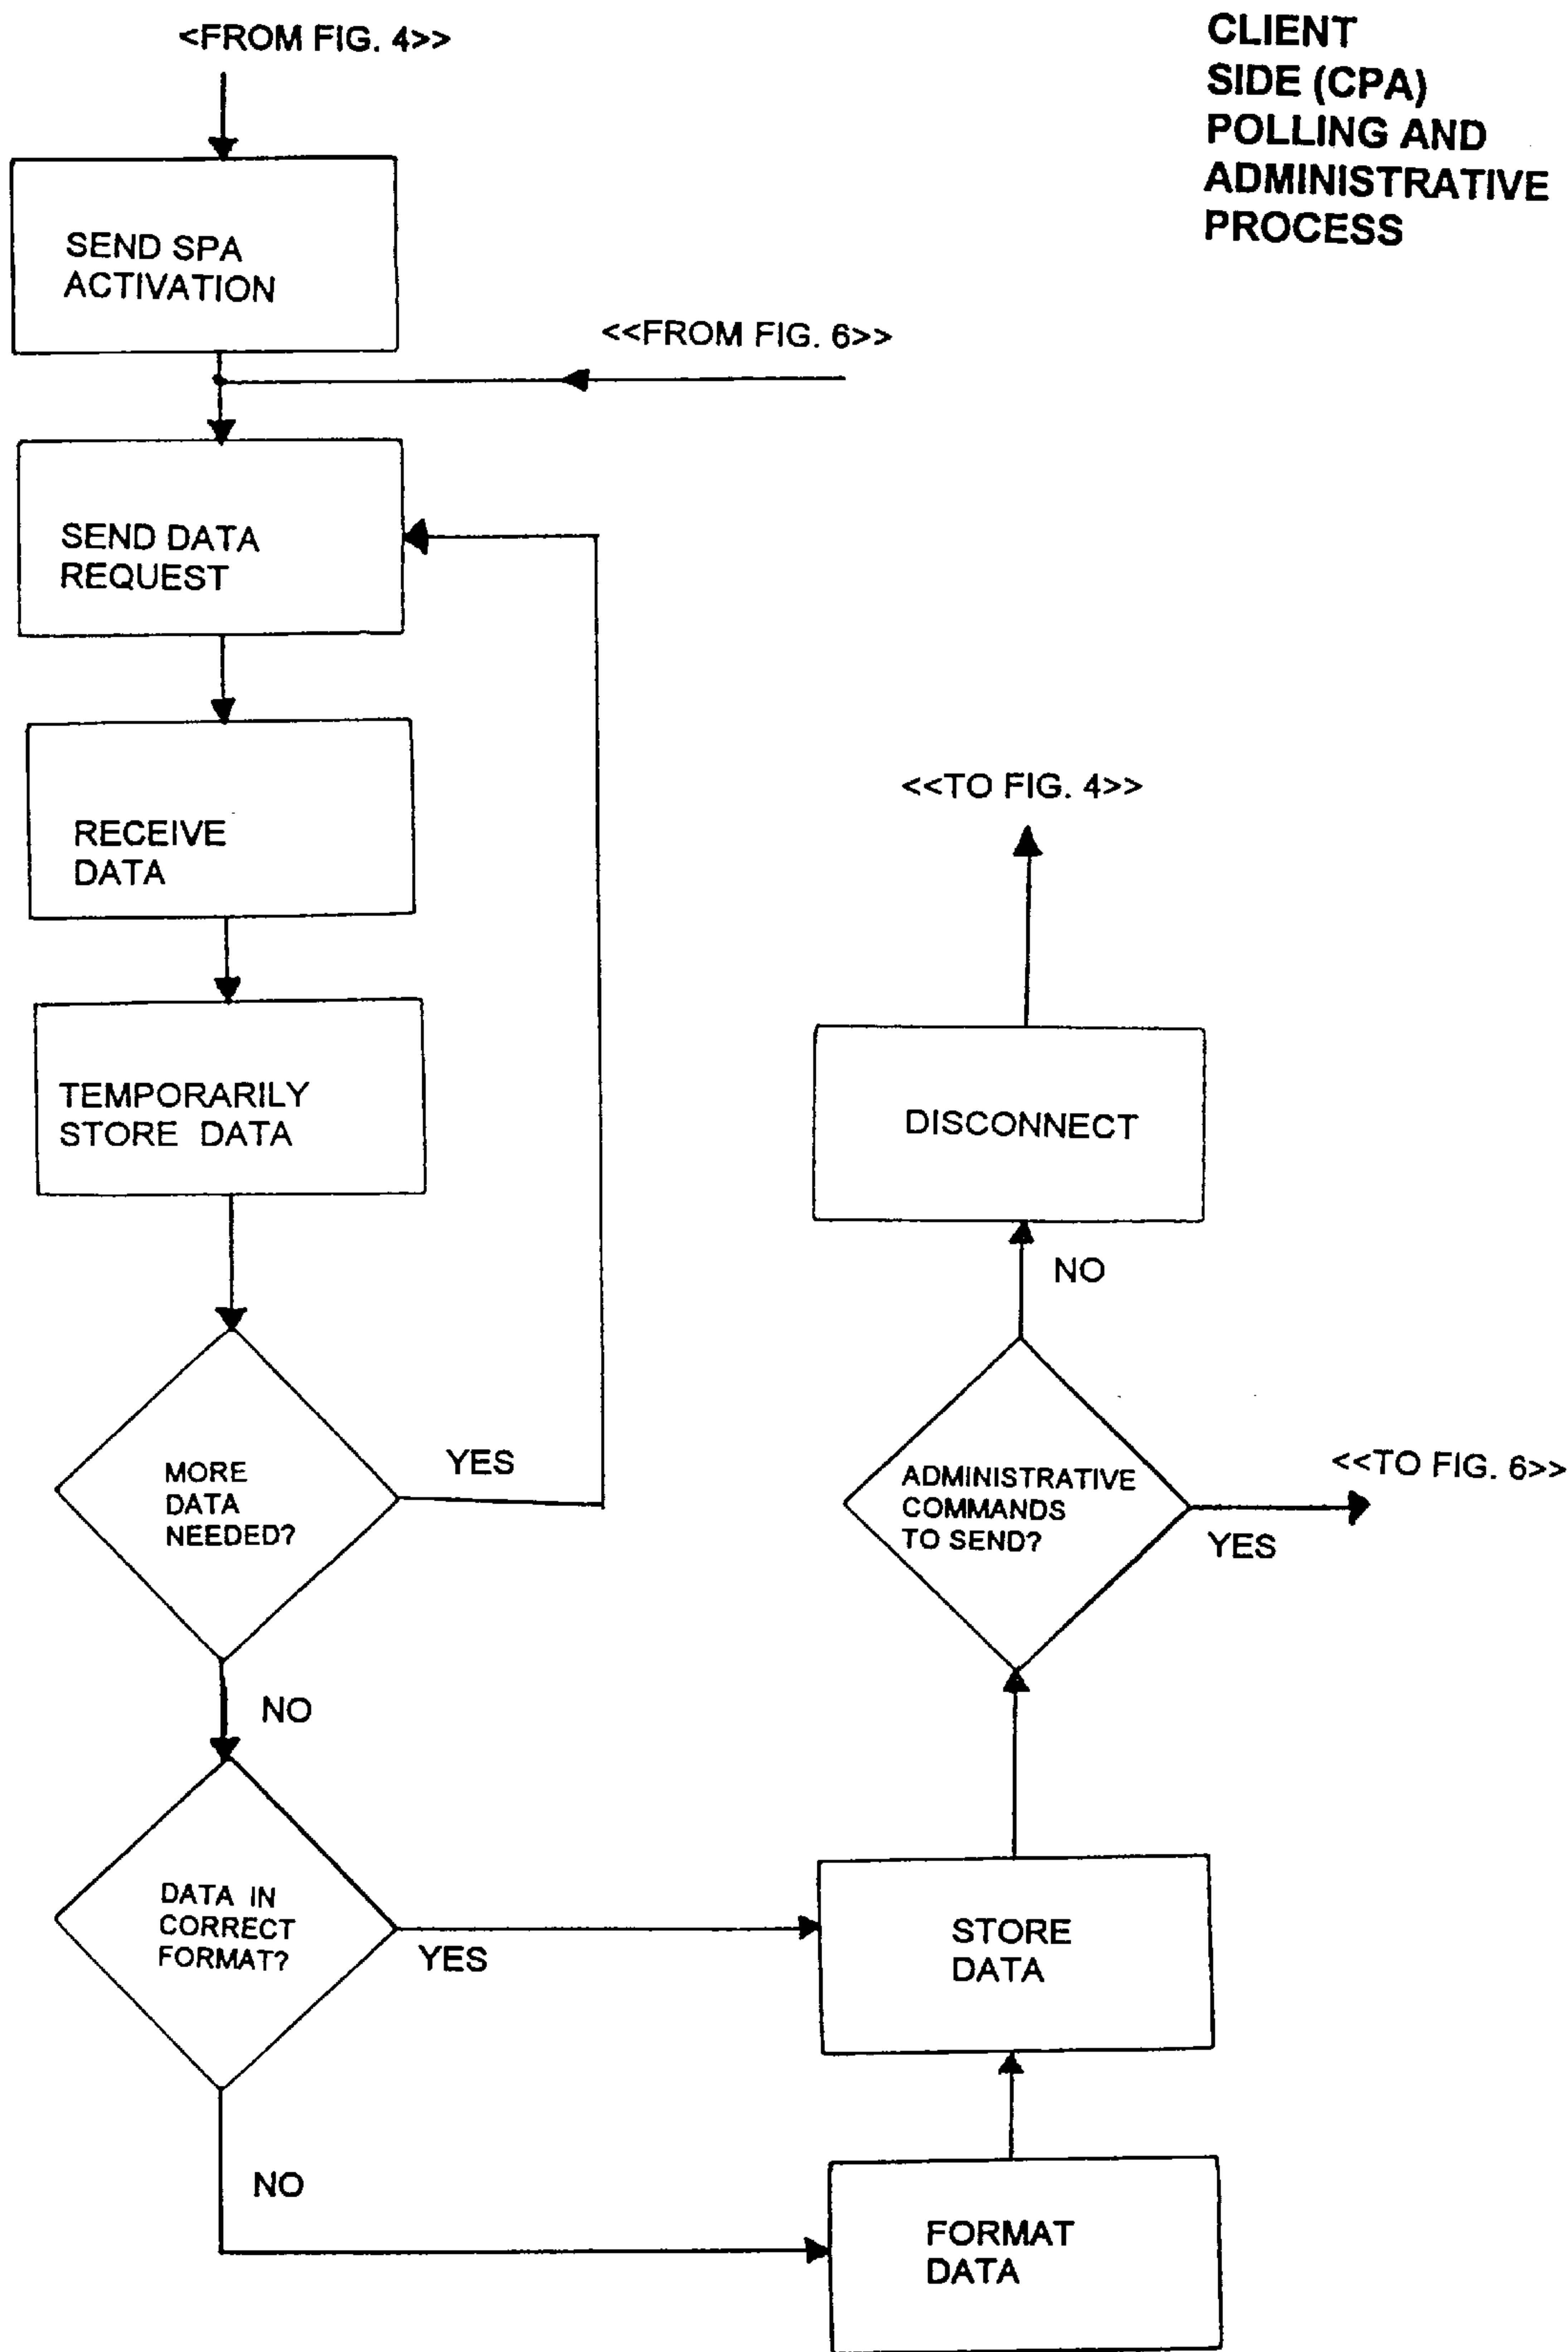 <FROM FIG. 4>>
CLIENT
SIDE (CPA)
POLLING AND
ADMINISTRATIVE
PROCESS
SEND SPA
ACTIVATION
<<FROM FIG. 6>>
SEND DATA
REQUEST
RECEIVE
DATA
TEMPORARILY
STORE DATA
MORE
DATA
NEEDED?
YES
NO
DATA IN
CORRECT
FORMAT?
YES
NO
FORMAT
DATA
STORE
DATA
ADMINISTRATIVE
COMMANDS
TO SEND?
YES
<<TO FIG. 6>>
NO
DISCONNECT
<<TO FIG. 4>>